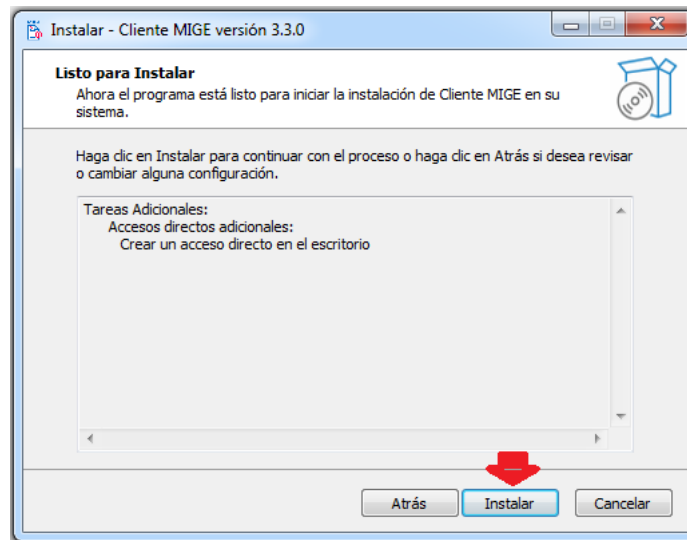 Instalar - Cliente MIGE versión 3.3.0
Listo para Instalar
Ahora el programa está listo para iniciar la instalación de Cliente MIGE en su
sistema.
Haga clic en Instalar para continuar con el proceso o haga clic en Atrás si desea revisar
o cambiar alguna configuración.
Tareas Adicionales:
Accesos directos adicionales:
Crear un acceso directo en el escritorio
Atrás
Instalar
Cancelar